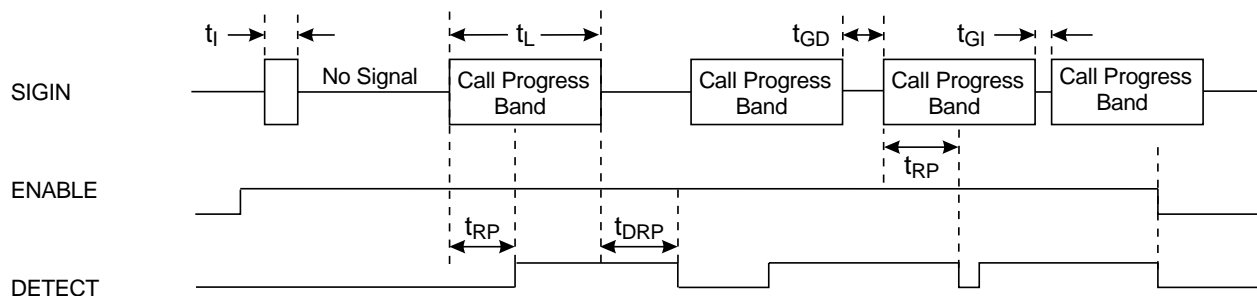 tI
tL
tGD
tGI
SIGIN
No Signal
Call Progress
Band
Call Progress
Band
Call Progress
Band
Call Progress
Band
tRP
ENABLE
tRP
tDRP
DETECT